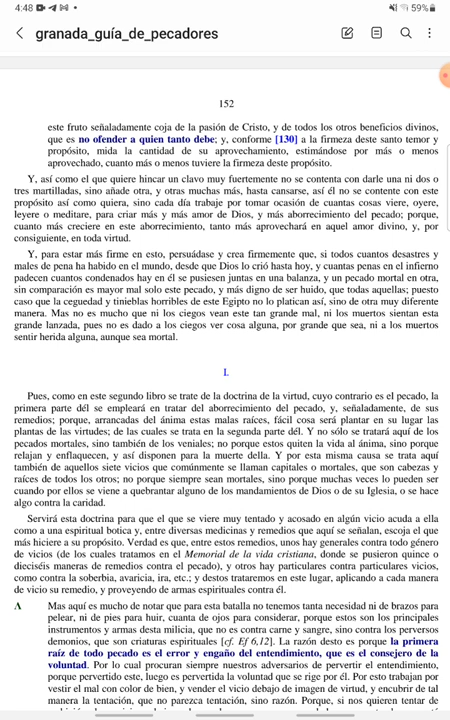 4:48
59%
granada_guía_de_pecadores
152
este fruto señaladamente coja de la pasión de Cristo, y de todos los otros beneficios divinos,
que es no ofender a quien tanto debe; y, conforme [130] a la firmeza deste santo temor y
propósito, mida la cantidad de su aprovechamiento, estimándose por más o menos
aprovechado, cuanto más o menos tuviere la firmeza deste propósito.
Y, así como el que quiere hincar un clavo muy fuertemente no se contenta con darle una ni dos o
tres martilladas, sino añade otra, y otras muchas más, hasta cansarse, así él no se contente con este
propósito así como quiera, sino cada día trabaje por tomar ocasión de cuantas cosas viere, oyere,
leyere o meditare, para criar más y más amor de Dios, y más aborrecimiento del pecado; porque,
cuanto más creciere en este aborrecimiento, tanto más aprovechará en aquel amor divino, y, por
consiguiente, en toda virtud.
Y, para estar más firme en esto, persuádase y crea firmemente que, si todos cuantos desastres y
males de pena ha habido en el mundo, desde que Dios lo crió hasta hoy, y cuantas penas en el infierno
padecen cuantos condenados hay en él se pusiesen juntas en una balanza, y un pecado mortal en otra,
sin comparación es mayor mal solo este pecado, y más digno de ser huido, que todas aquellas; puesto
caso que la ceguedad y tinieblas horribles de este Egipto no lo platican así, sino de otra muy diferente
manera. Mas no es mucho que ni los ciegos vean este tan grande mal, ni los muertos sientan esta
grande lanzada, pues no es dado a los ciegos ver cosa alguna, por grande que sea, ni a los muertos
sentir herida alguna, aunque sea mortal.
I.
Pues, como en este segundo libro se trate de la doctrina de la virtud, cuyo contrario es el pecado, la
primera parte dél se empleará en tratar del aborrecimiento del pecado, y, señaladamente, de sus
remedios; porque, arrancadas del ánima estas malas raíces, fácil cosa será plantar en su lugar las
plantas de las virtudes; de las cuales se trata en la segunda parte dél. Y no sólo se tratará aquí de los
pecados mortales, sino también de los veniales; no porque estos quiten la vida al ánima, sino porque
relajan y enflaquecen, y así disponen para la muerte della. Y por esta misma causa se trata aquí
también de aquellos siete vicios que comúnmente se llaman capitales o mortales, que son cabezas y
raíces de todos los otros; no porque siempre sean mortales, sino porque muchas veces lo pueden ser
cuando por ellos se viene a quebrantar alguno de los mandamientos de Dios o de su Iglesia, o se hace
algo contra la caridad.
Servirá esta doctrina para que el que se viere muy tentado y acosado en algún vicio acuda a ella
como a una espiritual botica y, entre diversas medicinas y remedios que aquí se señalan, escoja el que
más hiciere a su propósito. Verdad es que, entre estos remedios, unos hay generales contra todo género
de vicios (de los cuales tratamos en el Memorial de la vida cristiana, donde se pusieron quince o
dieciséis maneras de remedios contra el pecado), y otros hay particulares contra particulares vicios,
como contra la soberbia, avaricia, ira, etc.; y destos trataremos en este lugar, aplicando a cada manera
de vicio su remedio, y proveyendo de armas espirituales contra él.
Λ Mas aquí es mucho de notar que para esta batalla no tenemos tanta necesidad ni de brazos para
pelear, ni de pies para huir, cuanta de ojos para considerar, porque estos son los principales
instrumentos y armas desta milicia, que no es contra carne y sangre, sino contra los perversos
demonios, que son criaturas espirituales [cf. Ef 6,12]. La razón desto es porque la primera
raíz de todo pecado es el error y engaño del entendimiento, que es el consejero de la
voluntad. Por lo cual procuran siempre nuestros adversarios de pervertir el entendimiento,
porque pervertido este, luego es pervertida la voluntad que se rige por él. Por esto trabajan por
vestir el mal con color de bien, y vender el vicio debajo de imagen de virtud, y encubrir de tal
manera la tentación, que no parezca tentación, sino razón. Porque, si nos quieren tentar de